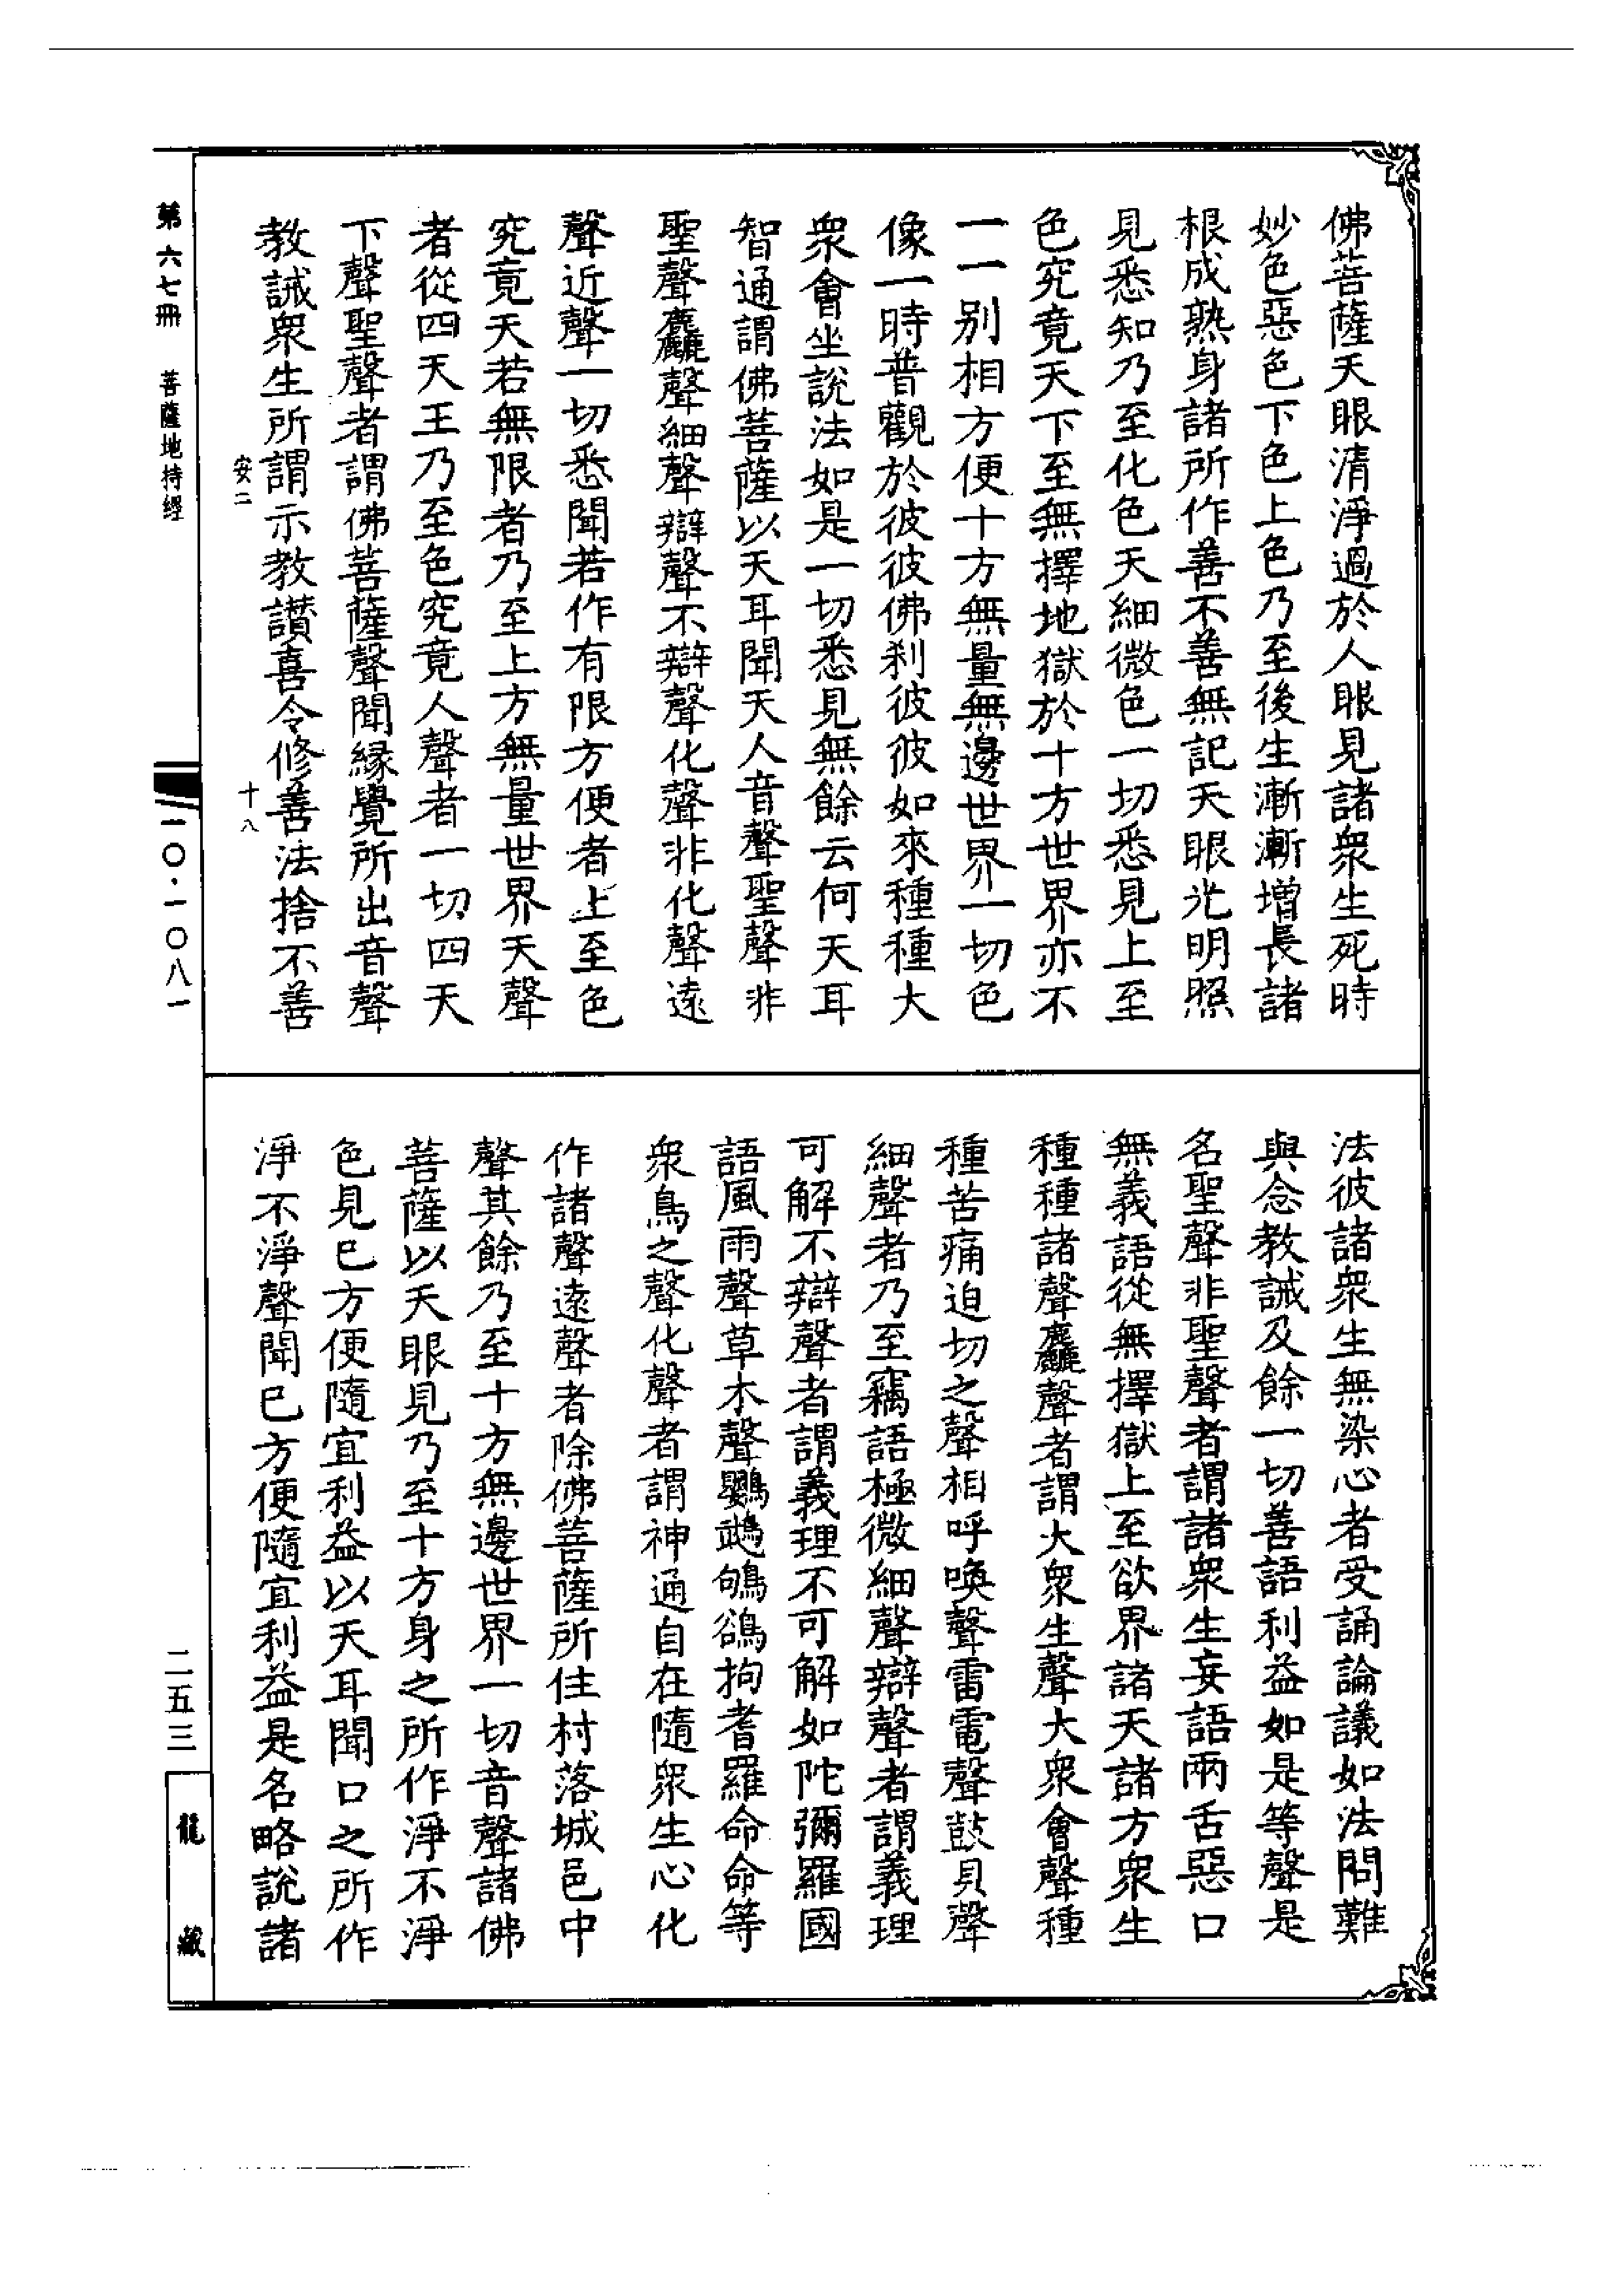 佛菩薩天眼清淨過於人眼見諸衆生死時
妙色惡色下色上色乃至後生漸漸增長諸
根成熟身諸所作善不善無記天眼光明照
見悉知乃至化色天細微色一切悉見上至
色究竟天下至無擇地獄於十方世界亦不
一一別相方便十方無量無邊世界一切色
像一時普觀於彼彼佛刹彼彼如來種種大
衆會坐說法如是一切悉見無餘云何天耳
智通謂佛菩薩以天耳聞天人音聲聖聲非
聖聲麤聲細聲辯聲不辯聲化聲非化聲遠
聲近聲一切悉聞若作有限方便者上至色
究竟天若無限者乃至上方無量世界天聲
者從四天王乃至色究竟人聲者一切四天
下聲聖聲者謂佛菩薩聲聞緣覺所出音聲
教誡衆生所謂示教讚喜令修善法捨不善
安二
十八
法彼諸衆生無染心者受誦論議如法問難
與念教誡及餘一切善語利益如是等聲是
名聖聲非聖聲者謂諸衆生妄語兩舌惡口
無義語從無擇獄上至欲界諸天諸方衆生
種種諸聲麤聲者謂大衆生聲大衆會聲種
種苦痛迫切之聲相呼喚聲雷電聲鼓貝聲
細聲者乃至竊語極微細聲辯聲者謂義理
可解不辯聲者謂義理不可解如陀彌羅國
語風雨聲草木聲鸚鵡鴝鵒拘耆羅命命等
衆鳥之聲化聲者謂神通自在隨衆生心化
作諸聲遠聲者除佛菩薩所住村落城邑中
聲其餘乃至十方無邊世界一切音聲諸佛
菩薩以天眼見乃至十方身之所作淨不淨
色見已方便隨宜利益以天耳聞口之所作
淨不淨聲聞已方便隨宜利益是名略說諸
第六七冊 菩薩地持經
一〇·一〇八一
二五三
龍藏